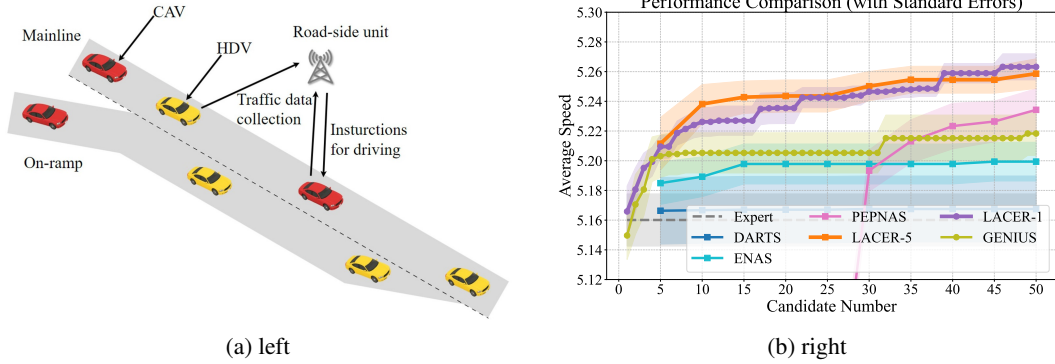 CAV
Mainline
HDV
Road-side unit
Traffic data
collection
Insturctions
for driving
On-ramp
(a) left
Performance Comparison (with Standard Errors)
Average Speed
5.30
5.28
5.26
5.24
5.22
5.20
5.18
5.16
5.14
5.12
0 5 10 15 20 25 30 35 40 45 50
Candidate Number
Expert
DARTS
ENAS
PEPNAS
LACER-5
LACER-1
GENIUS
(b) right